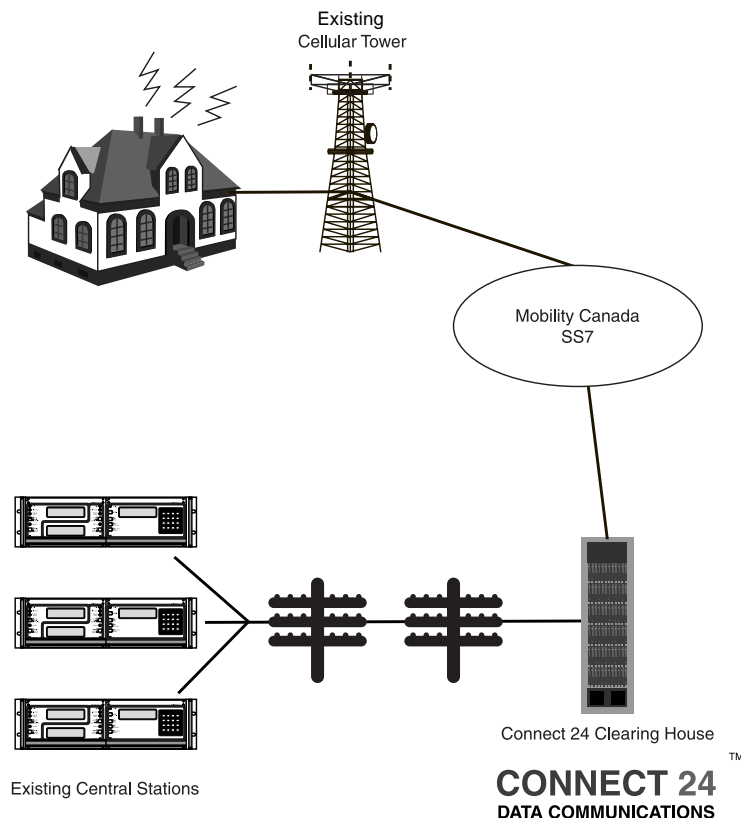 Existing
Cellular Tower
Mobility Canada
SS7
Connect 24 Clearing House
Existing Central Stations
TM
CONNECT 24
DATA COMMUNICATIONS